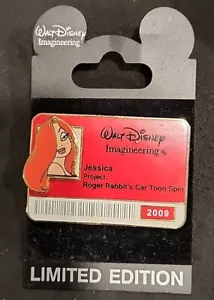 WALT DISNEY
Imagineering
WALT DISNEY
Imagineering
Jessica
Project:
Roger Rabbit's Car Toon Spin
2009
LIMITED EDITION